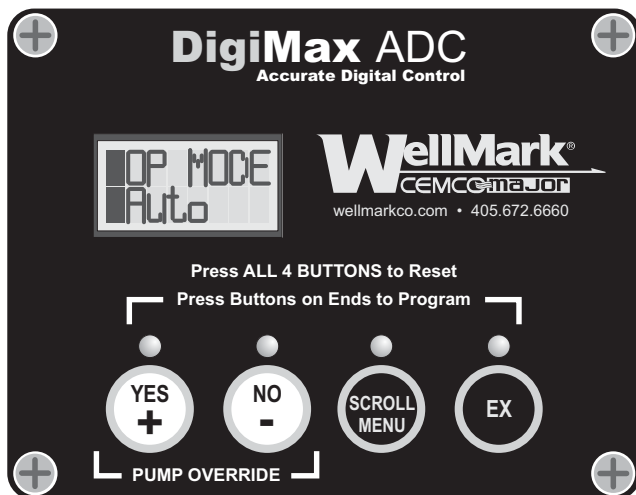 DigiMax ADC
Accurate Digital Control
OP MODE
Auto
WellMark®
CEMCO major
wellmarkco.com • 405.672.6660
Press ALL 4 BUTTONS to Reset
Press Buttons on Ends to Program
YES
+
NO
-
SCROLL
MENU
EX
PUMP OVERRIDE